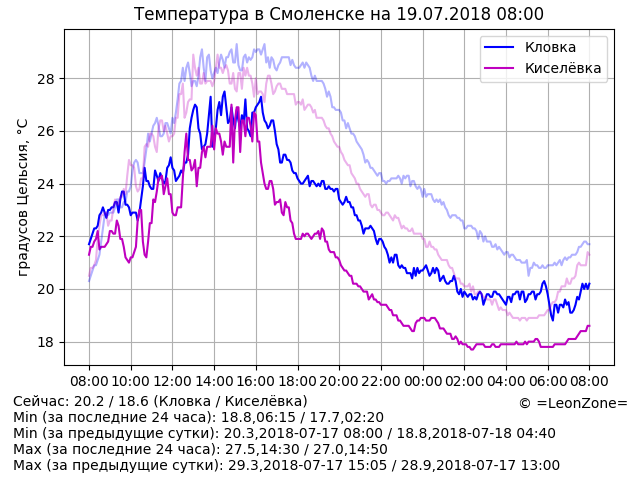 Температура в Смоленске на 19.07.2018 08:00
Кловка
Киселёвка
градусов Цельсия, °C
28
26
24
22
20
18
08:00 10:00 12:00 14:00 16:00 18:00 20:00 22:00 00:00 02:00 04:00 06:00 08:00
Сейчас: 20.2 / 18.6 (Кловка / Киселёвка)
© =LeonZone=
Min (за последние 24 часа): 18.8,06:15 / 17.7,02:20
Min (за предыдущие сутки): 20.3,2018-07-17 08:00 / 18.8,2018-07-18 04:40
Max (за последние 24 часа): 27.5,14:30 / 27.0,14:50
Max (за предыдущие сутки): 29.3,2018-07-17 15:05 / 28.9,2018-07-17 13:00